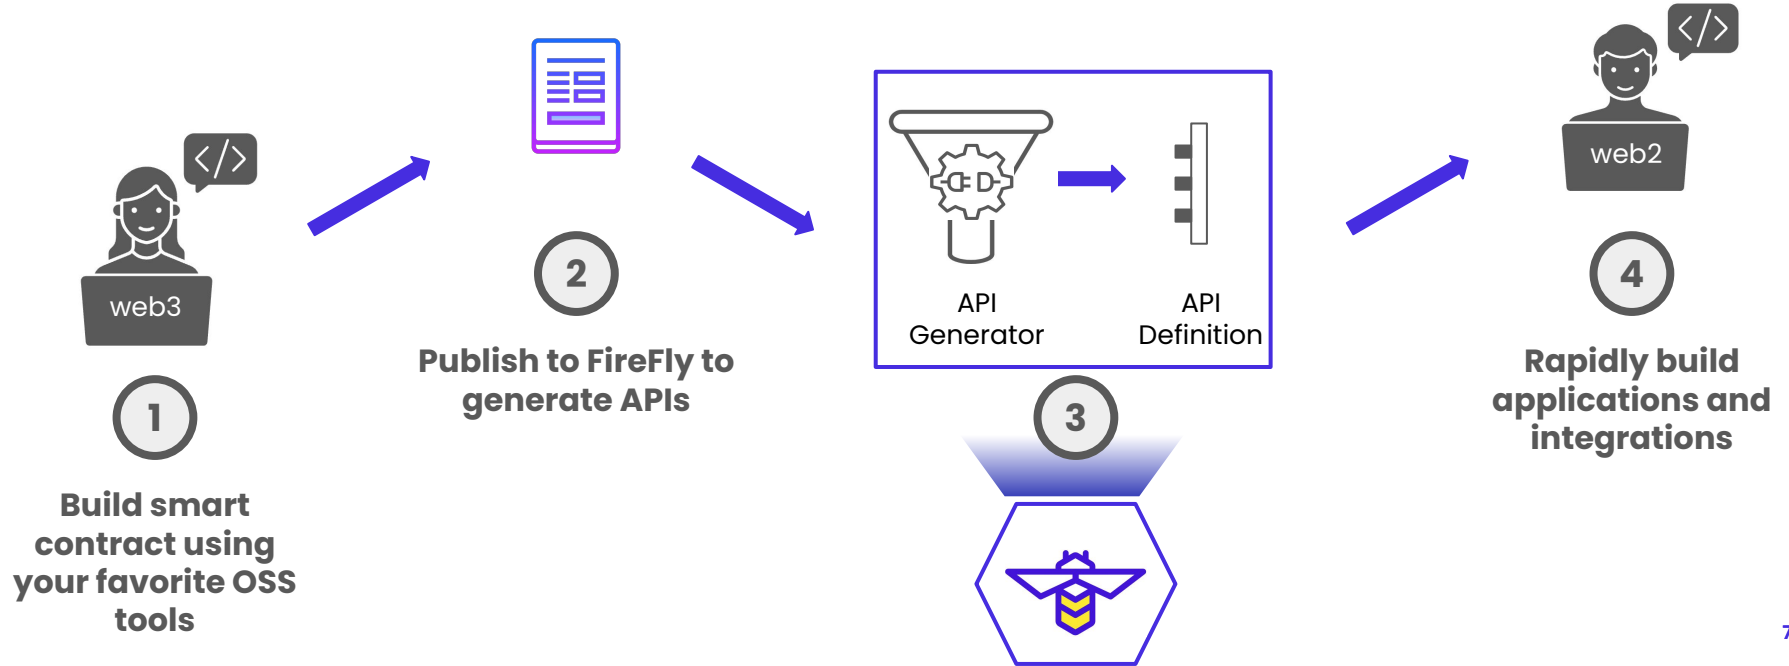 </>
web3
1
Build smart
contract using
your favorite OSS
tools
2
Publish to FireFly to
generate APIs
API
Generator
API
Definition
3
</>
web2
4
Rapidly build
applications and
integrations
7